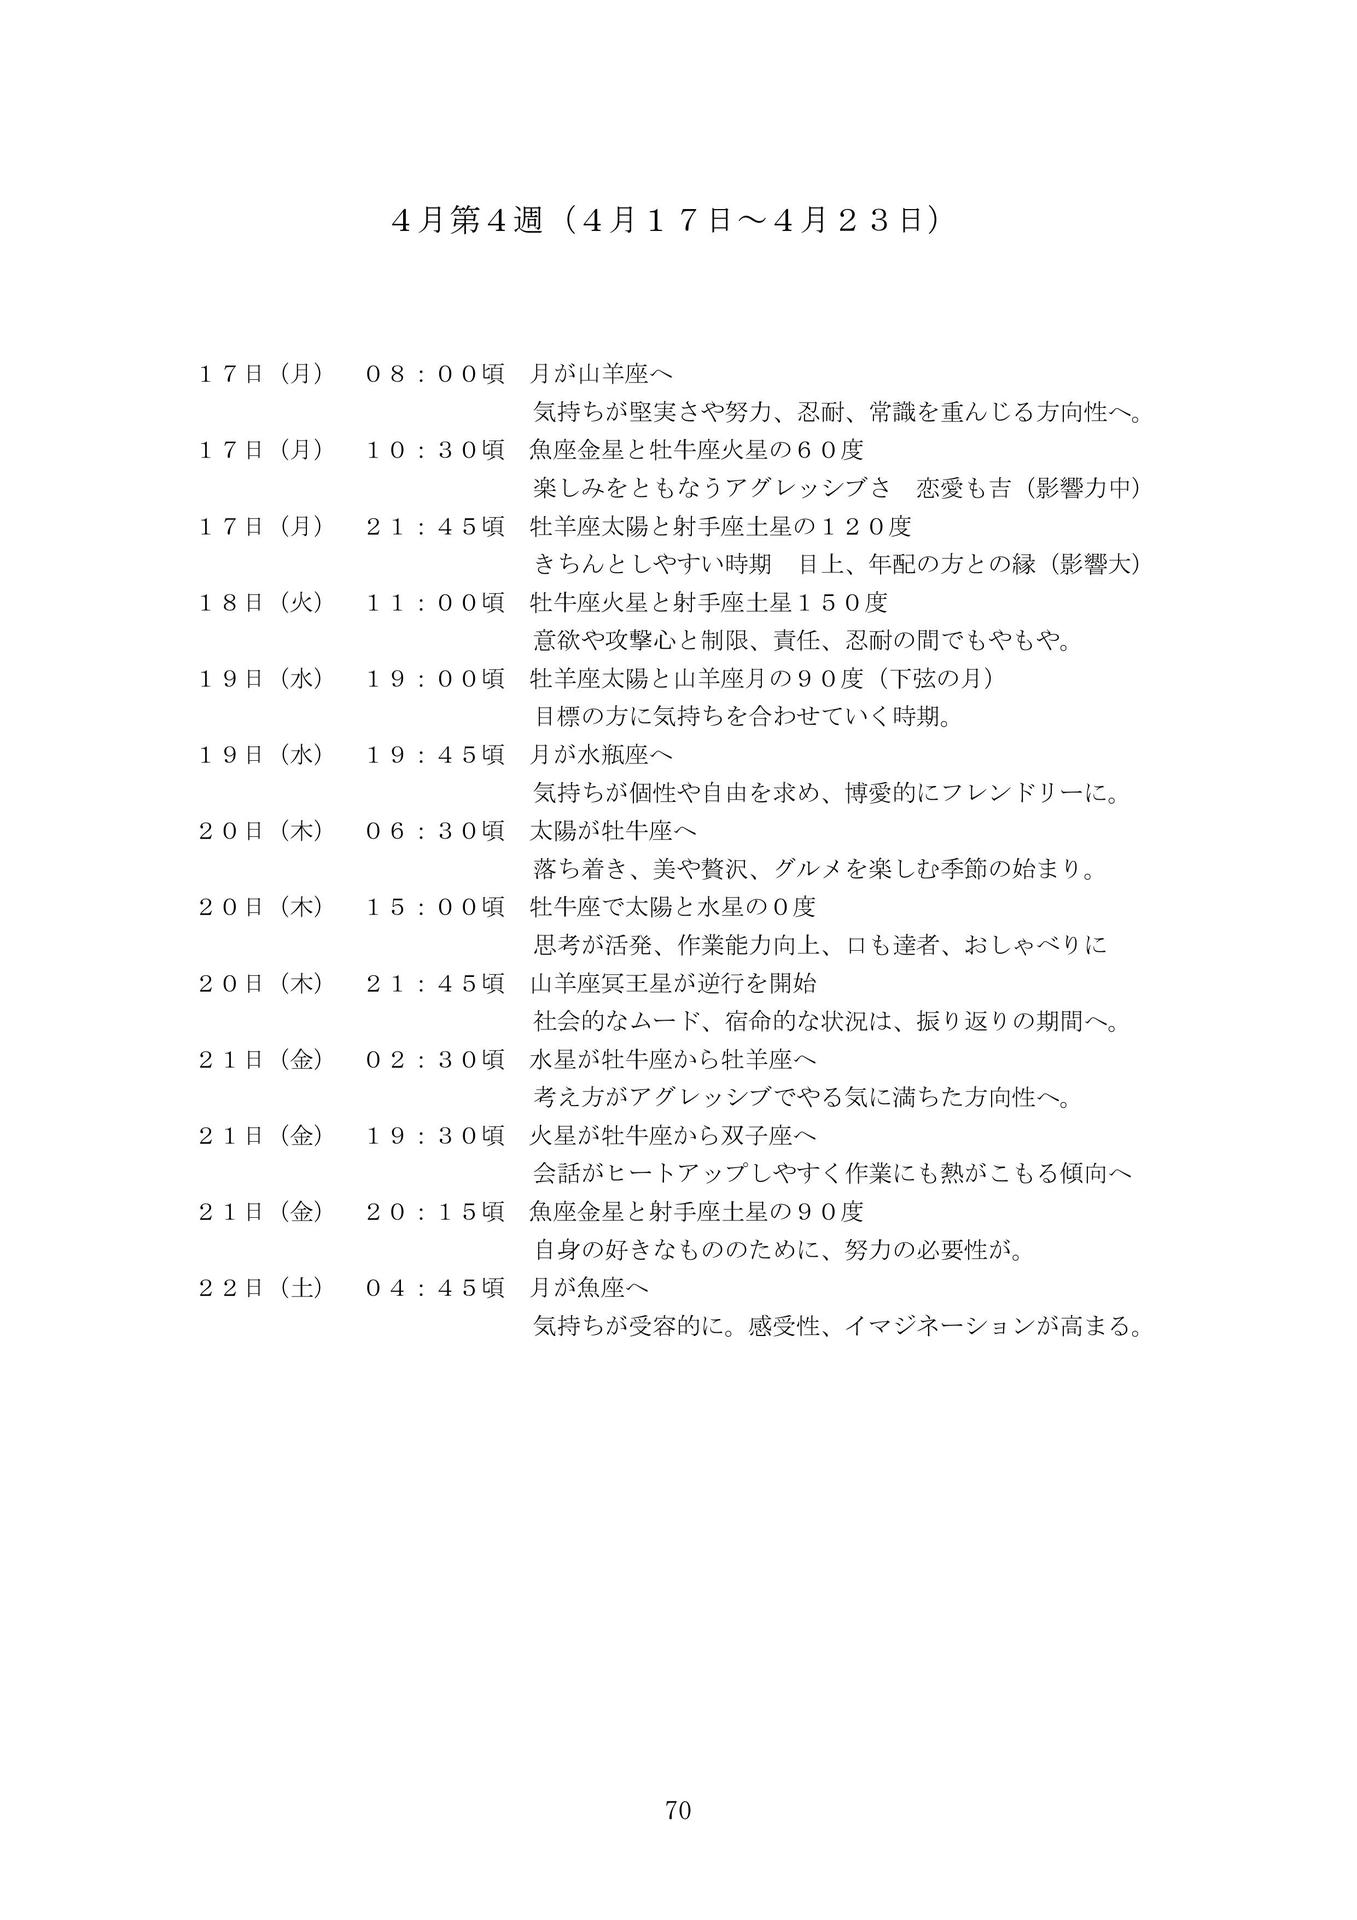 ４月第４週（４月１７日～４月２３日）
１７日（月）　０８：００頃　月が山羊座へ
気持ちが堅実さや努力、忍耐、常識を重んじる方向性へ。
１７日（月）　１０：３０頃　魚座金星と牡牛座火星の６０度
楽しみをともなうアグレッシブさ　恋愛も吉（影響力中）
１７日（月）　２１：４５頃　牡羊座太陽と射手座土星の１２０度
きちんとしやすい時期　目上、年配の方との縁（影響大）
１８日（火）　１１：００頃　牡牛座火星と射手座土星１５０度
意欲や攻撃心と制限、責任、忍耐の間でもやもや。
１９日（水）　１９：００頃　牡羊座太陽と山羊座月の９０度（下弦の月）
目標の方に気持ちを合わせていく時期。
１９日（水）　１９：４５頃　月が水瓶座へ
気持ちが個性や自由を求め、博愛的にフレンドリーに。
２０日（木）　０６：３０頃　太陽が牡牛座へ
落ち着き、美や贅沢、グルメを楽しむ季節の始まり。
２０日（木）　１５：００頃　牡牛座で太陽と水星の０度
思考が活発、作業能力向上、口も達者、おしゃべりに
２０日（木）　２１：４５頃　山羊座冥王星が逆行を開始
社会的なムード、宿命的な状況は、振り返りの期間へ。
２１日（金）　０２：３０頃　水星が牡牛座から牡羊座へ
考え方がアグレッシブでやる気に満ちた方向性へ。
２１日（金）　１９：３０頃　火星が牡牛座から双子座へ
会話がヒートアップしやすく作業にも熱がこもる傾向へ
２１日（金）　２０：１５頃　魚座金星と射手座土星の９０度
自身の好きなもののために、努力の必要性が。
２２日（土）　０４：４５頃　月が魚座へ
気持ちが受容的に。感受性、イマジネーションが高まる。
70